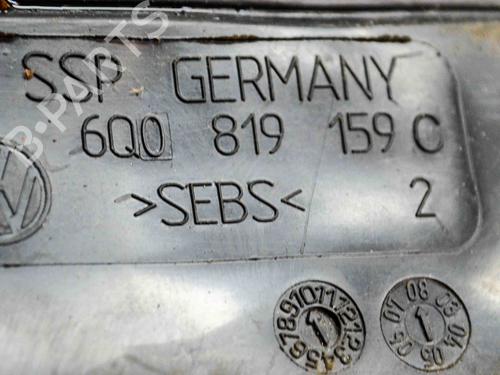 SSP GERMANY
6Q0 819 159 C
>SEBS< 2